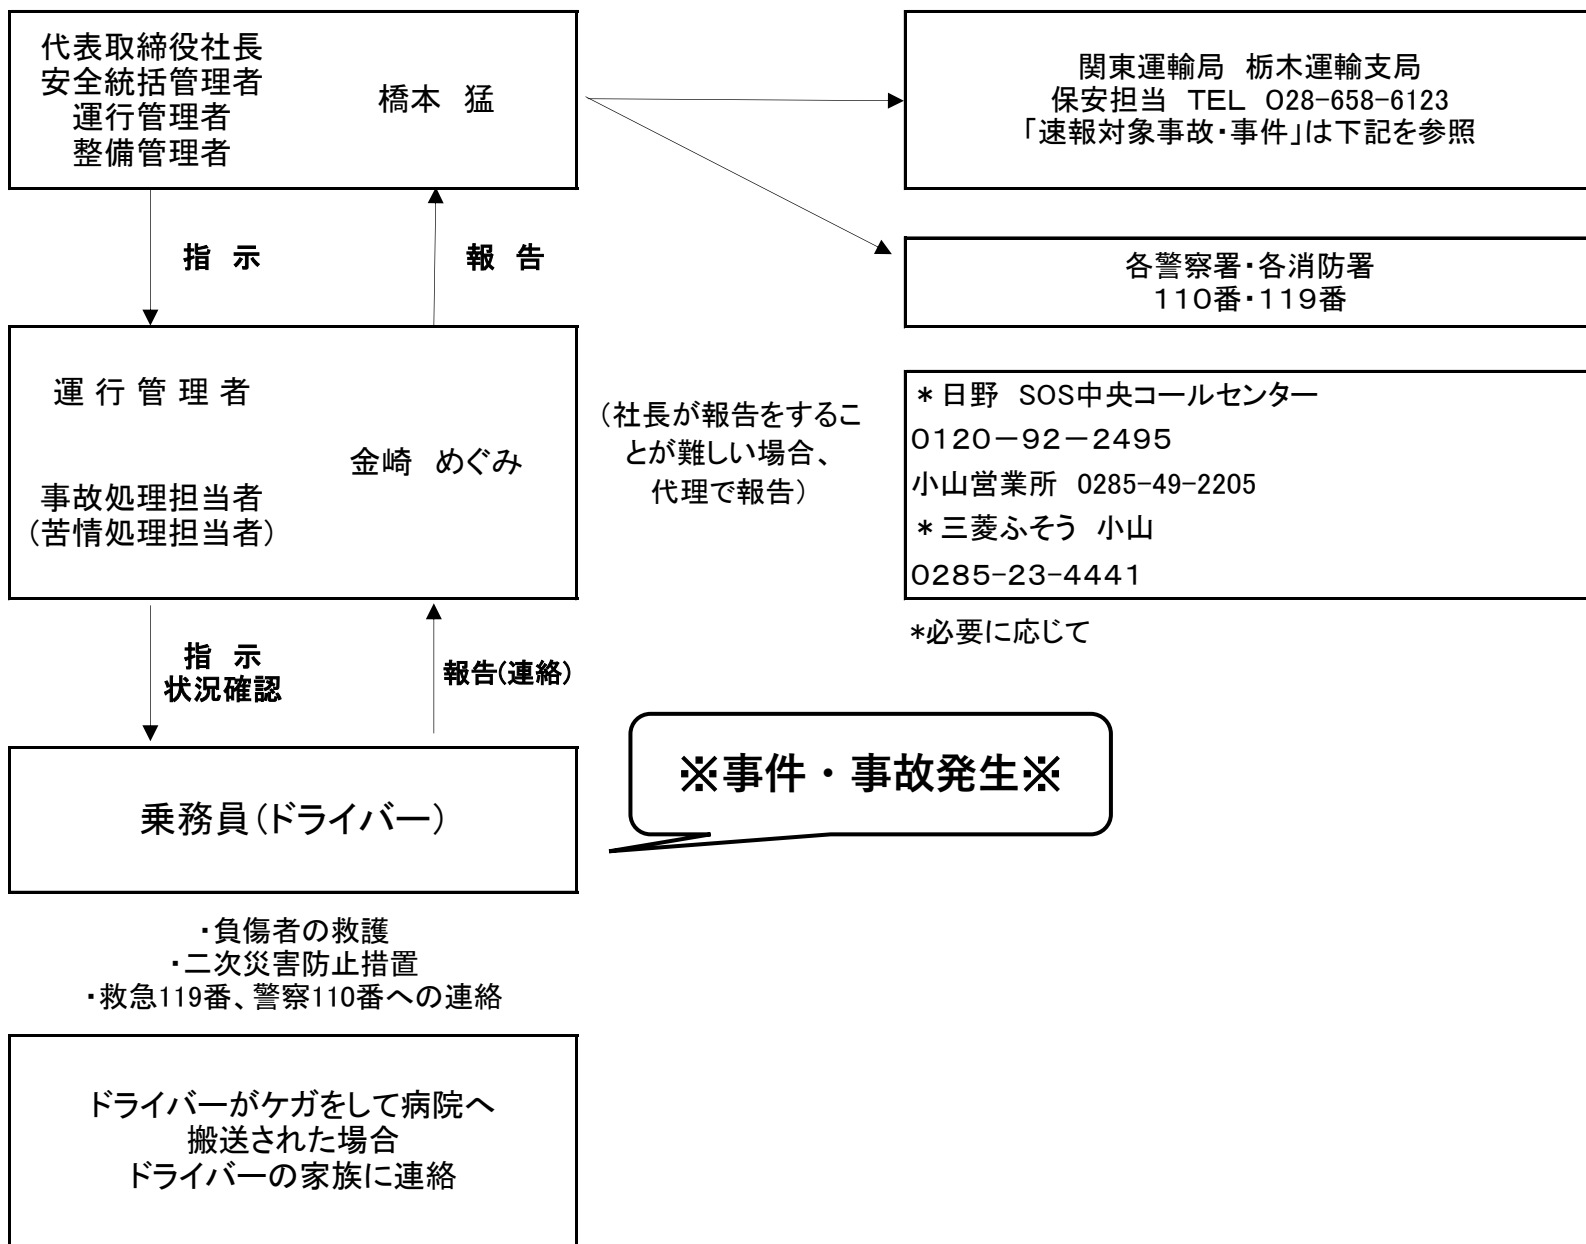 代表取締役社長
安全統括管理者
運行管理者
整備管理者
橋本　猛
関東運輸局　栃木運輸支局
保安担当　TEL　028-658-6123
「速報対象事故・事件」は下記を参照
指　示
報　告
各警察署・各消防署
110番・119番
運 行 管 理 者
金崎　めぐみ
事故処理担当者
(苦情処理担当者)
（社長が報告をするこ
とが難しい場合、
代理で報告）
＊日野　SOS中央コールセンター
０１２０－９２－２４９５
小山営業所　0285-49-2205
＊三菱ふそう　小山
0285-23-4441
*必要に応じて
指　示
状況確認
報告(連絡)
※事件・事故発生※
乗務員（ドライバー）
・負傷者の救護
・二次災害防止措置
・救急119番、警察110番への連絡
ドライバーがケガをして病院へ
搬送された場合
ドライバーの家族に連絡